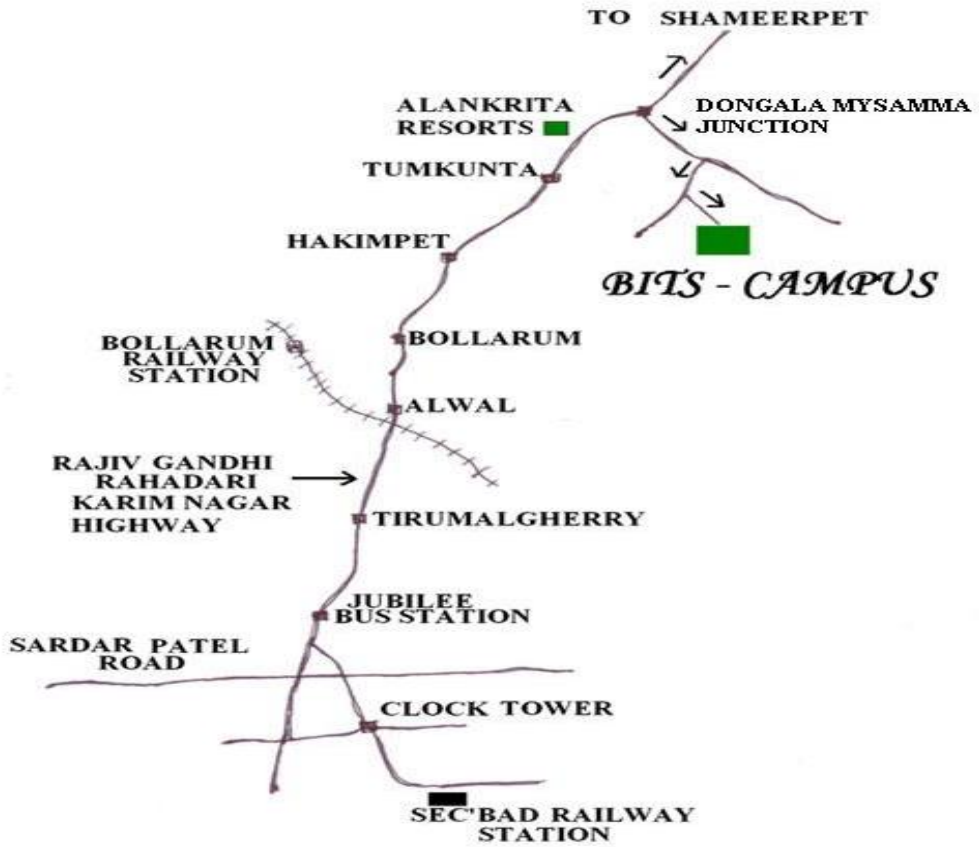 TO SHAMEERPET
ALANKRITA
RESORTS
DONGALA MYSAMMA
JUNCTION
TUMKUNTA
HAKIMPET
BITS - CAMPUS
BOLLARUM
BOLLARUM
RAILWAY
STATION
ALWAL
RAJIV GANDHI
RAHADARI
KARIM NAGAR
HIGHWAY
TIRUMALGHERRY
JUBILEE
BUS STATION
SARDAR PATEL
ROAD
CLOCK TOWER
SEC'BAD RAILWAY
STATION